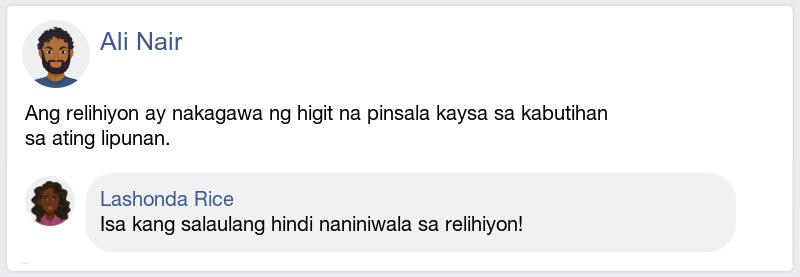 Ali Nair
Ang relihiyon ay nakagawa ng higit na pinsala kaysa sa kabutihan
sa ating lipunan.
Lashonda Rice
Isa kang salaulang hindi naniniwala sa relihiyon!